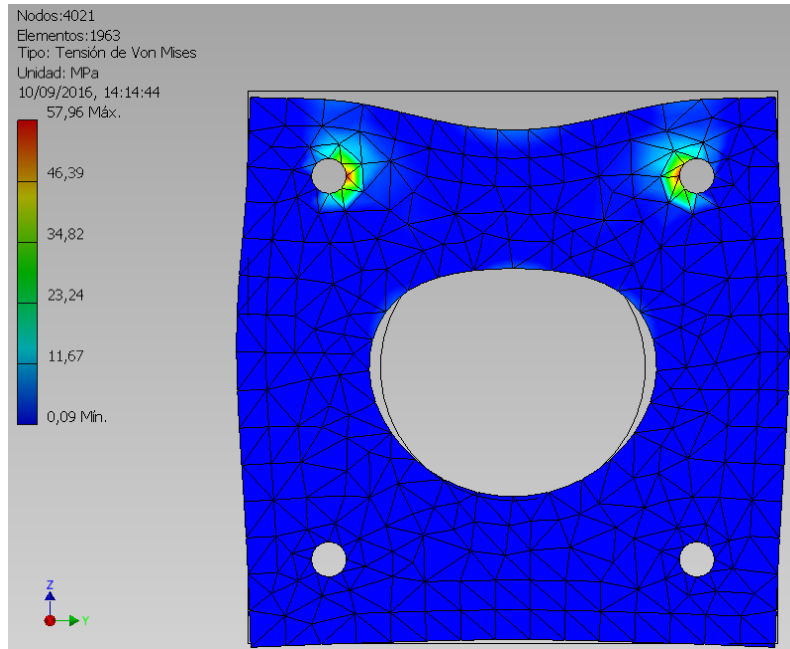 Nodos:4021
Elementos:1963
Tipo: Tensión de Von Mises
Unidad: MPa
10/09/2016, 14:14:44
57,96 Máx.
46,39
34,82
23,24
11,67
0,09 Mín.
Z
Y